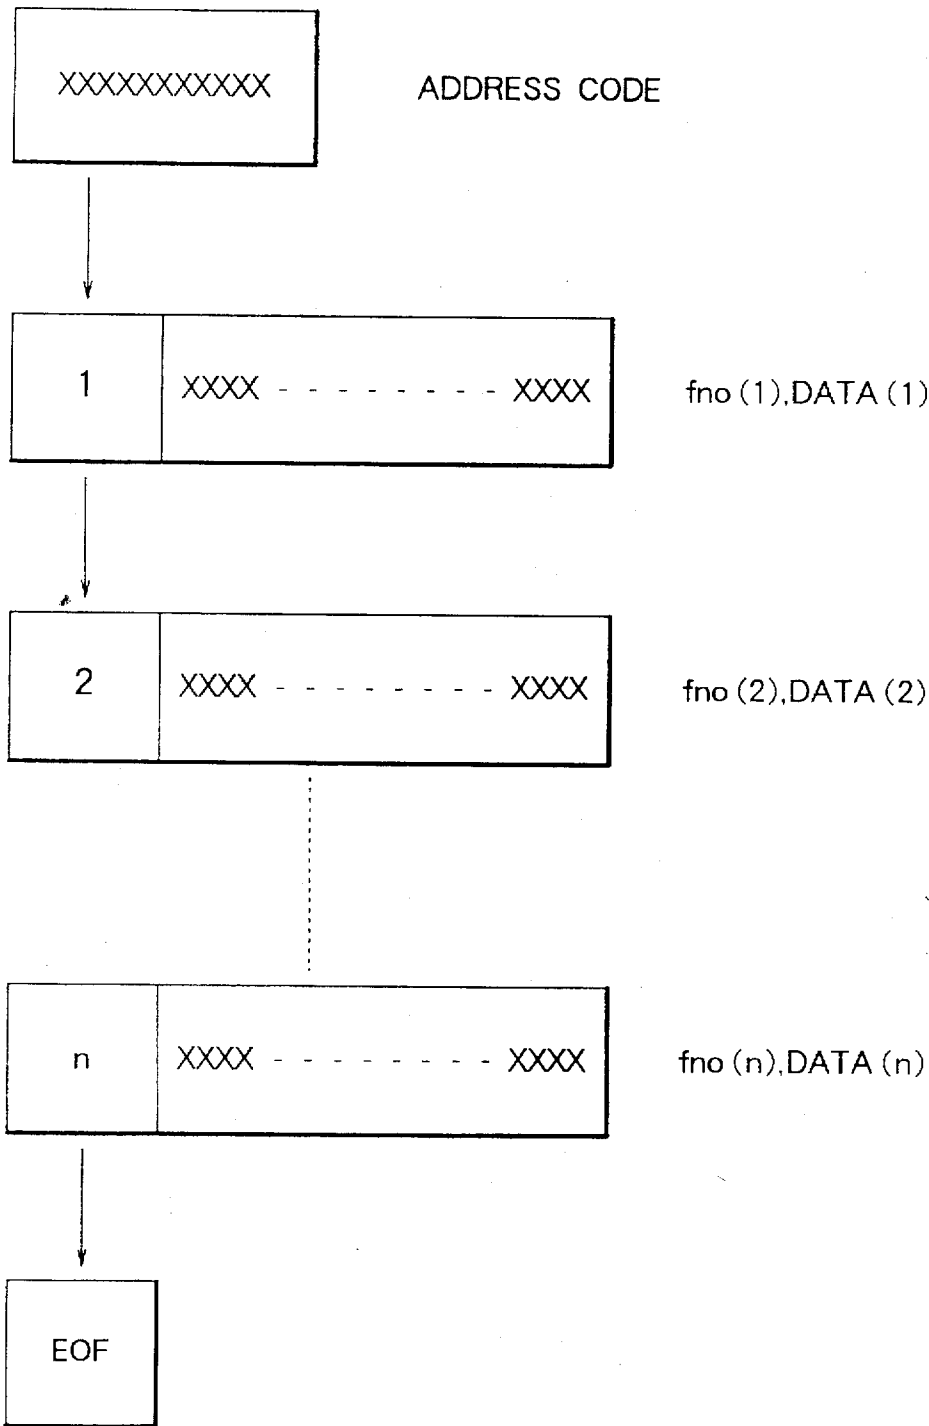 XXXXXXXXXXX ADDRESS CODE
1 XXXX - - - - - - - - XXXX fno (1),DATA (1)
2 XXXX - - - - - - - - XXXX fno (2),DATA (2)
n XXXX - - - - - - - - XXXX fno (n),DATA (n)
EOF